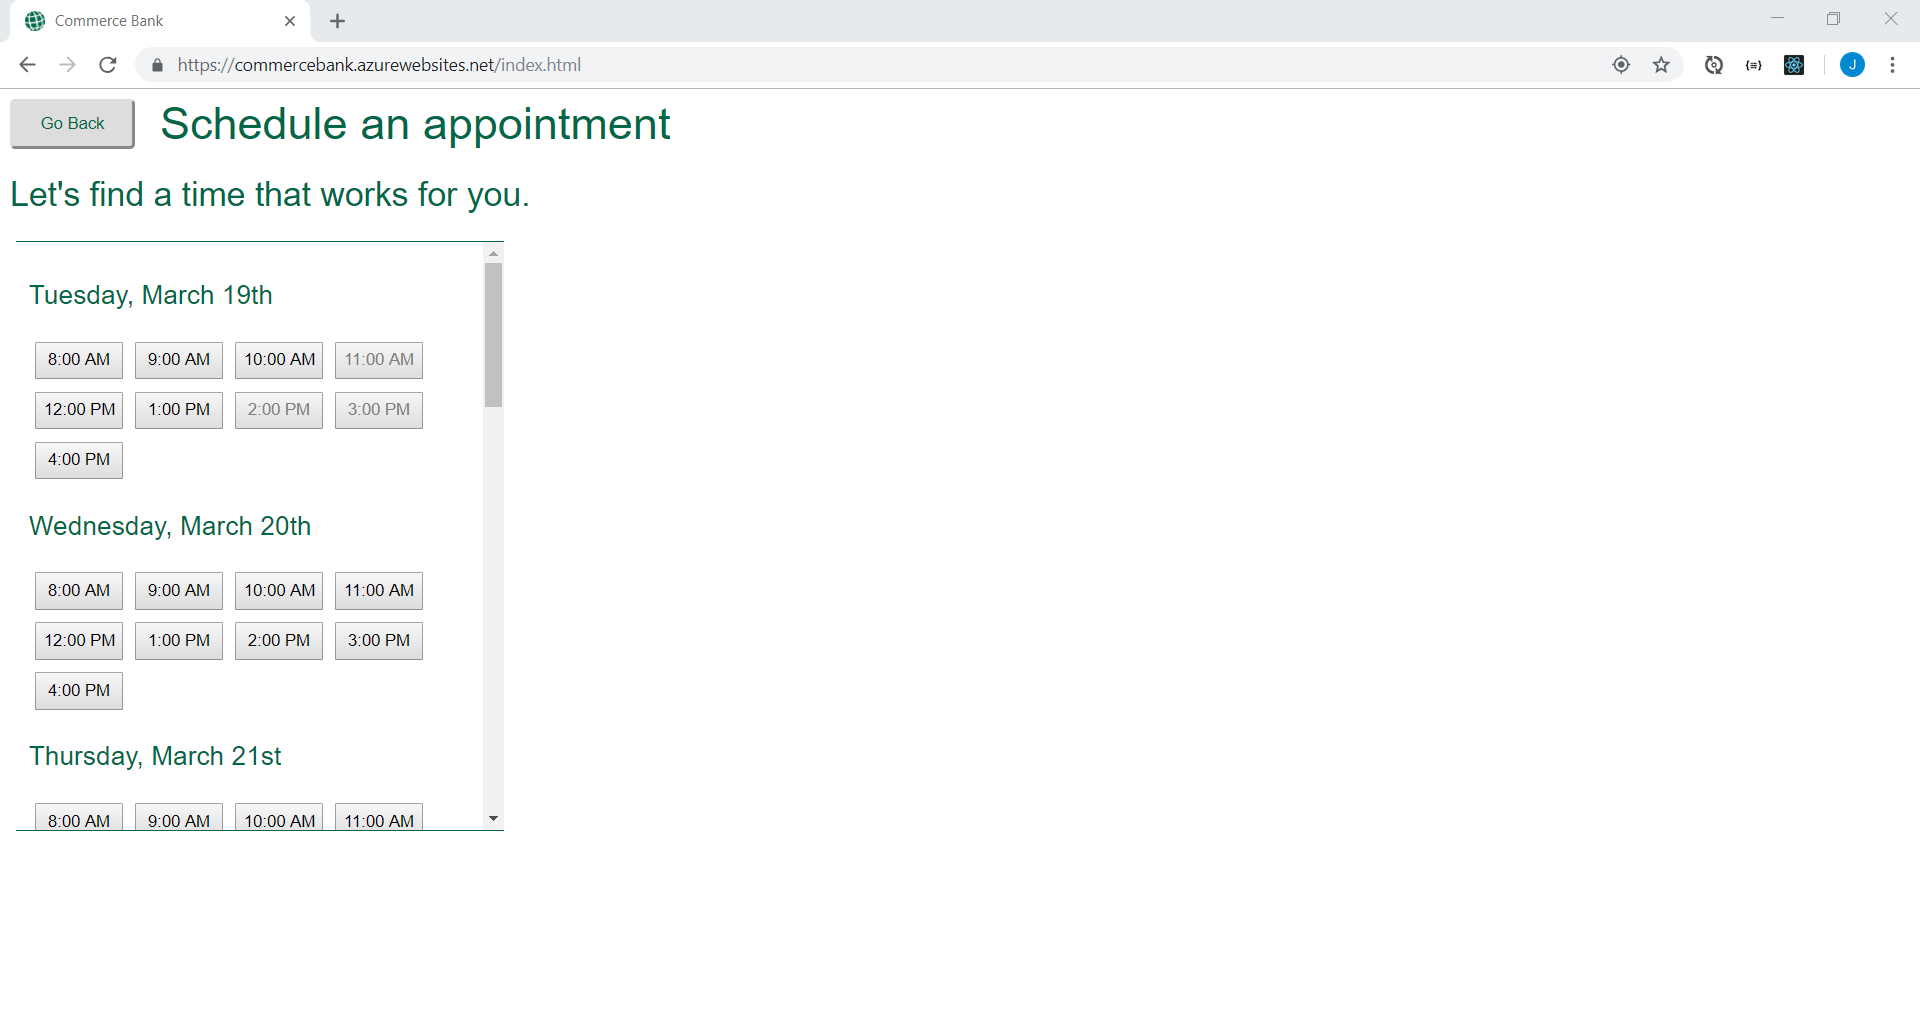 Commerce Bank
https://commercebank.azurewebsites.net/index.html
J
Go Back
Schedule an appointment
Let's find a time that works for you.
Tuesday, March 19th
8:00 AM 9:00 AM 10:00 AM 11:00 AM
12:00 PM 1:00 PM 2:00 PM 3:00 PM
4:00 PM
Wednesday, March 20th
8:00 AM 9:00 AM 10:00 AM 11:00 AM
12:00 PM 1:00 PM 2:00 PM 3:00 PM
4:00 PM
Thursday, March 21st
8:00 AM 9:00 AM 10:00 AM 11:00 AM